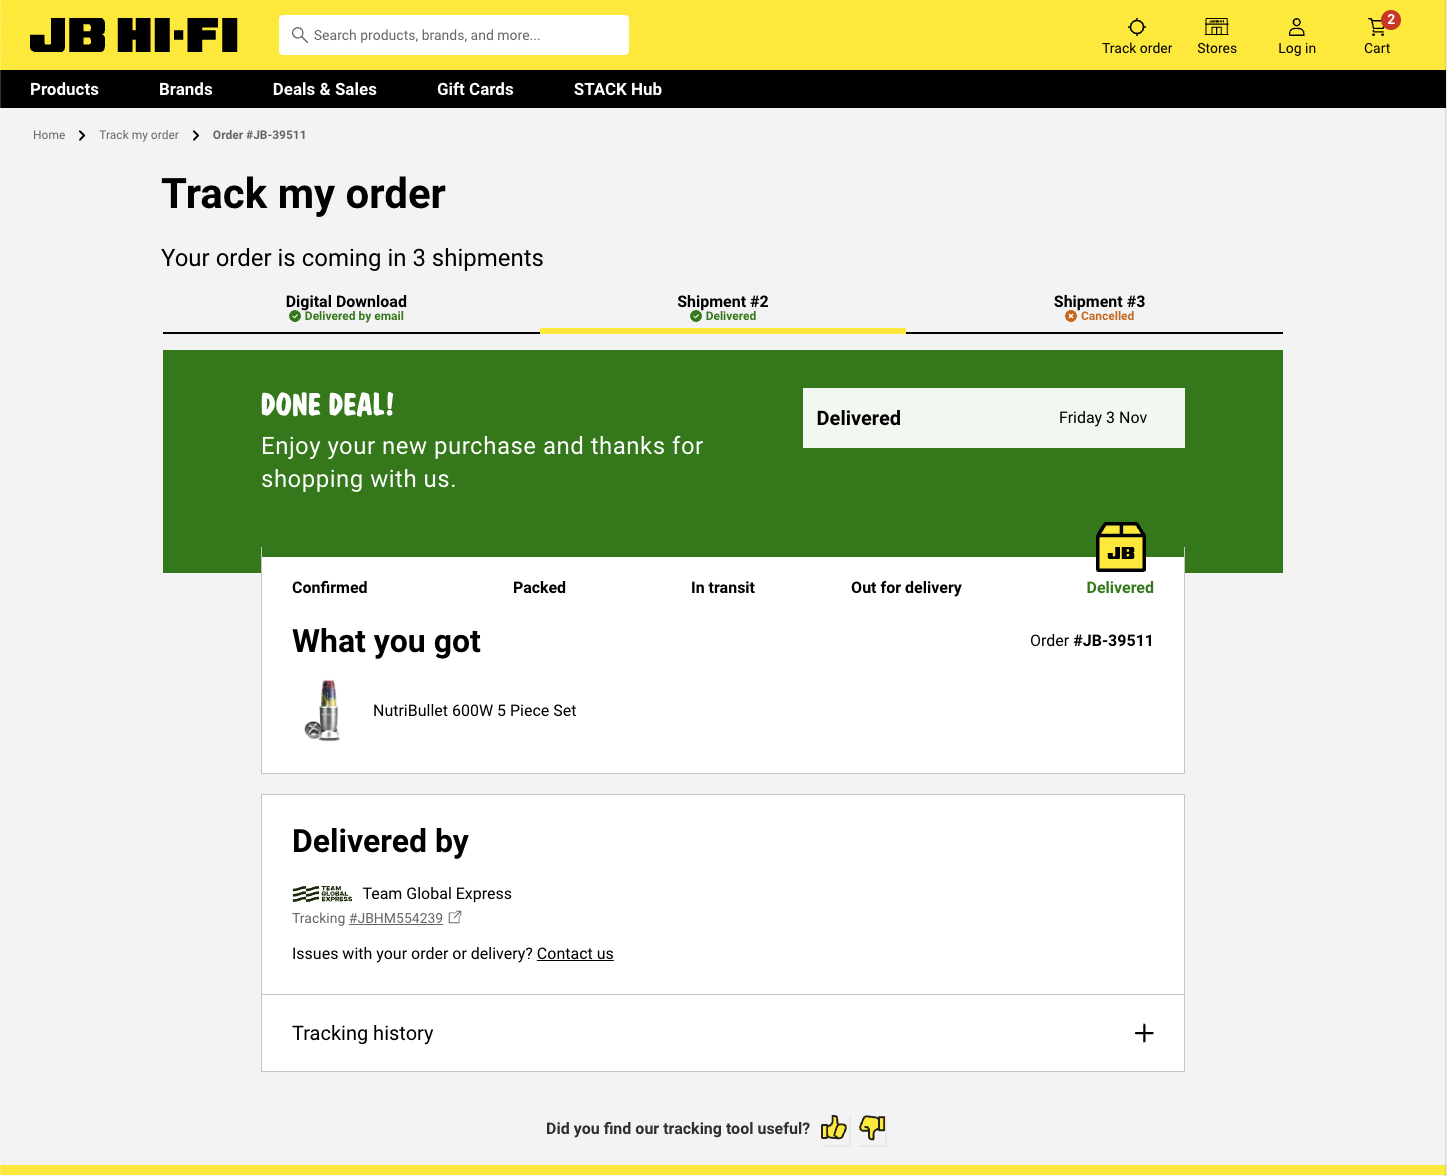 JB HI-FI
Search products, brands, and more...
Track order
Stores
Log in
2
Cart
Products
Brands
Deals & Sales
Gift Cards
STACK Hub
Home
Track my order
Order #JB-39511
Track my order
Your order is coming in 3 shipments
Digital Download
Delivered by email
Shipment #2
Delivered
Shipment #3
Cancelled
DONE DEAL!
Enjoy your new purchase and thanks for
shopping with us.
Delivered
Friday 3 Nov
JB
Confirmed
Packed
In transit
Out for delivery
Delivered
What you got
Order #JB-39511
NutriBullet 600W 5 Piece Set
Delivered by
TEAM
GLOBAL
EXPRESS
Team Global Express
Tracking #JBHM554239
Issues with your order or delivery? Contact us
Tracking history
Did you find our tracking tool useful?